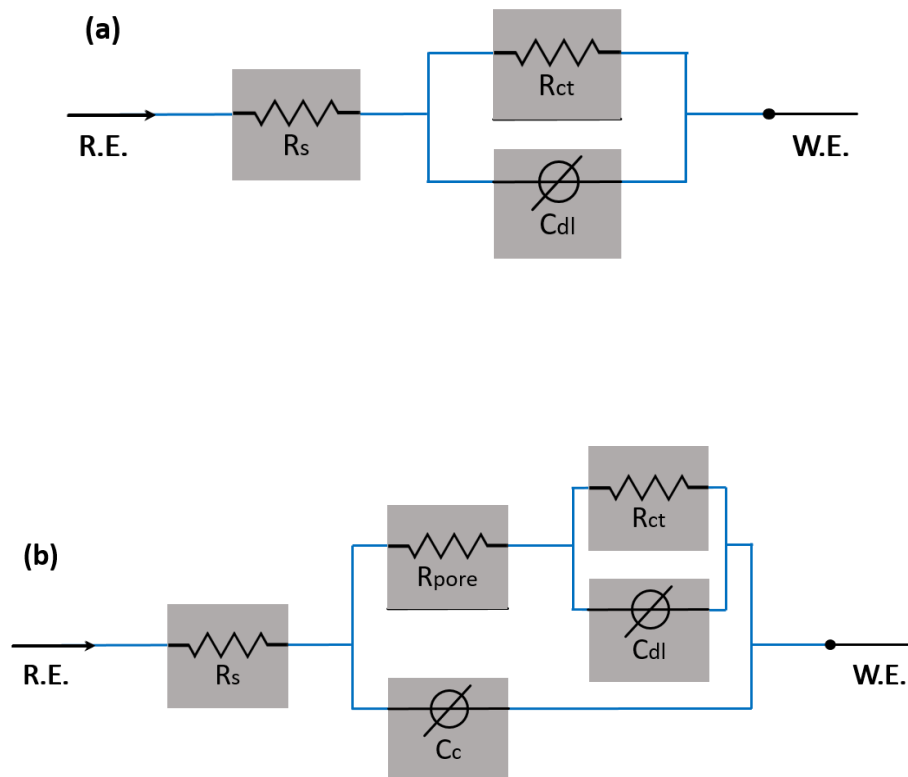 (a)
Rct
R.E.
Rs
W.E.
Cdl
(b)
Rct
Rpore
Cdl
R.E.
Rs
W.E.
Cc